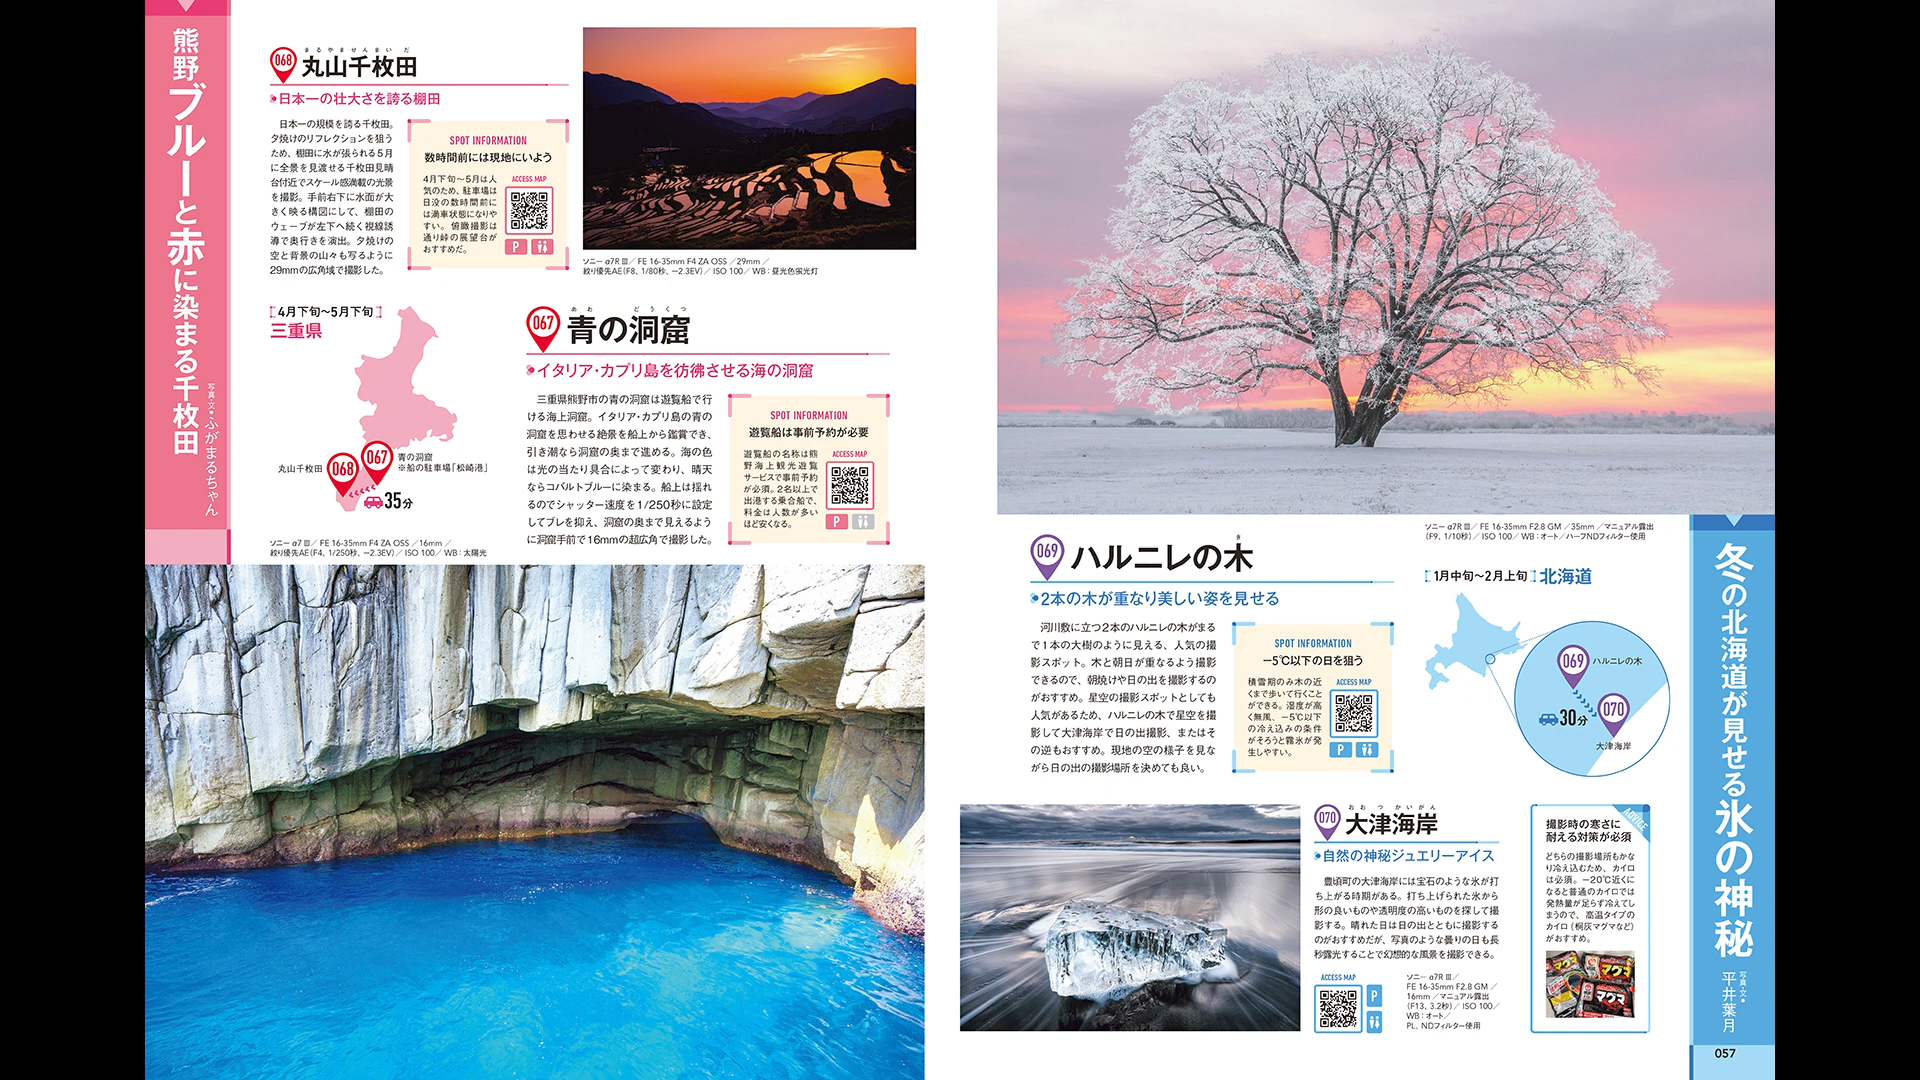 熊野ブルーと赤に染まる千枚田
写真・文●ふがまるちゃん
まるやませんまいだ
068 丸山千枚田
日本一の壮大さを誇る棚田
日本一の規模を誇る千枚田。
夕焼けのリフレクションを狙う
ため、棚田に水が張られる5月
に全景を見渡せる千枚田見晴
台付近でスケール感満載の光景
を撮影。手前右下に水面が大
きく映る構図にして、棚田の
ウェーブが左下へ続く視線誘
導で奥行きを演出。夕焼けの
空と背景の山々も写るように
29mmの広角域で撮影した。
SPOT INFORMATION
数時間前には現地にいよう
4月下旬〜5月は人
気のため、駐車場は
日没の数時間前に
は満車状態になりや
すい。俯瞰撮影は
通り峠の展望台が
おすすめだ。
ACCESS MAP
P
ソニー α7R Ⅲ／ FE 16-35mm F4 ZA OSS ／29mm ／
絞り優先AE（F8、1/80秒、−2.3EV）／ ISO 100／ WB：昼光色蛍光灯
4月下旬〜5月下旬
三重県
丸山千枚田
068
067
青の洞窟
※船の駐車場「松崎港」
35分
あお どうくつ
067 青の洞窟
イタリア・カプリ島を彷彿させる海の洞窟
三重県熊野市の青の洞窟は遊覧船で行
ける海上洞窟。イタリア・カプリ島の青の
洞窟を思わせる絶景を船上から鑑賞でき、
引き潮なら洞窟の奥まで進める。海の色
は光の当たり具合によって変わり、晴天
ならコバルトブルーに染まる。船上は揺れ
るのでシャッター速度を1/250秒に設定
してブレを抑え、洞窟の奥まで見えるよう
に洞窟手前で16mmの超広角で撮影した。
SPOT INFORMATION
遊覧船は事前予約が必要
遊覧船の名称は熊
野海上観光遊覧
サービスで事前予約
が必須。2名以上で
出港する乗合船で、
料金は人数が多い
ほど安くなる。
ACCESS MAP
P
ソニー α7 Ⅲ／ FE 16-35mm F4 ZA OSS ／16mm ／
絞り優先AE（F4、1/250秒、−2.3EV）／ ISO 100／ WB：太陽光
ソニー α7R Ⅲ／ FE 16-35mm F2.8 GM ／35mm ／マニュアル露出
（F9、1/10秒）／ ISO 100／ WB：オート／ハーフNDフィルター使用
冬の北海道が見せる氷の神秘
写真・文●平井葉月
き
069 ハルニレの木
2本の木が重なり美しい姿を見せる
河川敷に立つ2本のハルニレの木がまる
で1本の大樹のように見える、人気の撮
影スポット。木と朝日が重なるよう撮影
できるので、朝焼けや日の出を撮影するの
がおすすめ。星空の撮影スポットとしても
人気があるため、ハルニレの木で星空を撮
影して大津海岸で日の出撮影、またはそ
の逆もおすすめ。現地の空の様子を見な
がら日の出の撮影場所を決めても良い。
SPOT INFORMATION
−5℃以下の日を狙う
積雪期のみ木の近
くまで歩いて行くこと
ができる。湿度が高
く無風、−5℃以下
の冷え込みの条件
がそろうと霧氷が発
生しやすい。
ACCESS MAP
P
1月中旬〜2月上旬
北海道
069 ハルニレの木
30分
070
大津海岸
おおつかいがん
070 大津海岸
自然の神秘ジュエリーアイス
豊頃町の大津海岸には宝石のような氷が打
ち上がる時期がある。打ち上げられた氷から
形の良いものや透明度の高いものを探して撮
影する。晴れた日は日の出とともに撮影する
のがおすすめだが、写真のような曇りの日も長
秒露光することで幻想的な風景を撮影できる。
ACCESS MAP
P
ソニー α7R Ⅲ／
FE 16-35mm F2.8 GM ／
16mm ／マニュアル露出
（F13、3.2秒）／ ISO 100／
WB：オート／
PL、NDフィルター使用
ADVICE
撮影時の寒さに
耐える対策が必須
どちらの撮影場所もかな
り冷え込むため、カイロ
は必須。−20℃近くに
なると普通のカイロでは
発熱量が足らず冷えてし
まうので、高温タイプの
カイロ（桐灰マグマなど）
がおすすめ。
マグマ
マグマ
057